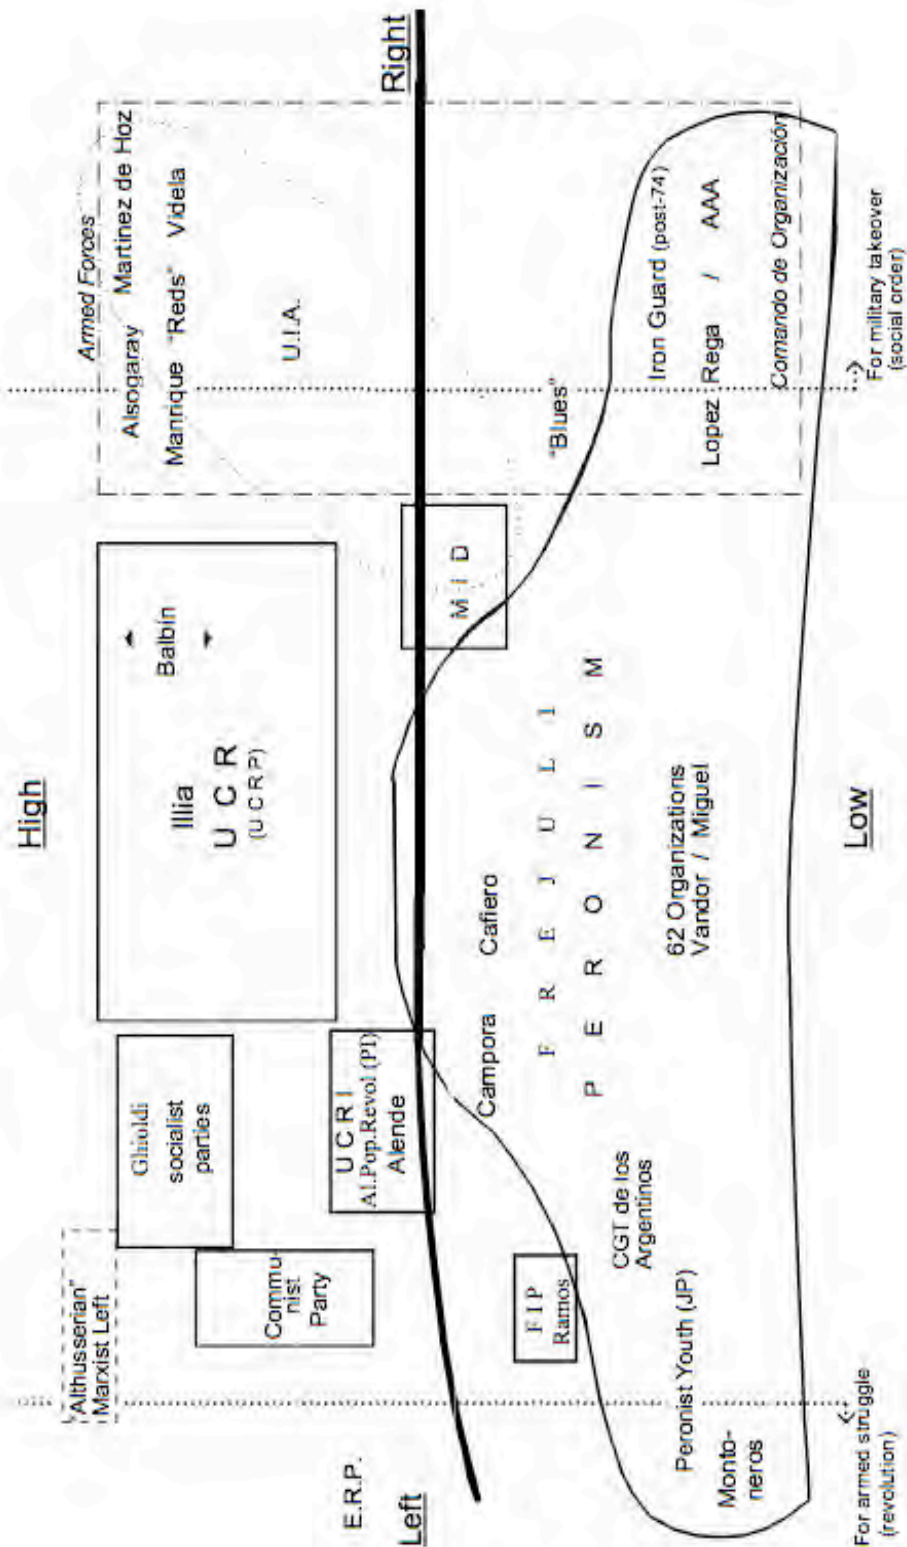 High
Armed Forces
Alsogaray Martinez de Hoz
Manrique "Reds" Videla
U.I.A.
"Althusserian"
Marxist Left
Ghioldi
socialist
parties
Commu-
nist
Party
Balbín
Illia
U C R
(U C R P)
U C R I
Al.Pop.Revol (PI)
Alende
M I D
E.R.P.
Left
Right
"Blues"
Campora Cafiero
F I P
Ramos
F R E J U L I
P E R O N I S M
CGT de los
Argentinos
62 Organizations
Vandor / Miguel
Iron Guard (post-74)
Lopez Rega / AAA
Comando de Organización
Peronist Youth (JP)
Monto-
neros
Low
For armed struggle
(revolution)
For military takeover
(social order)